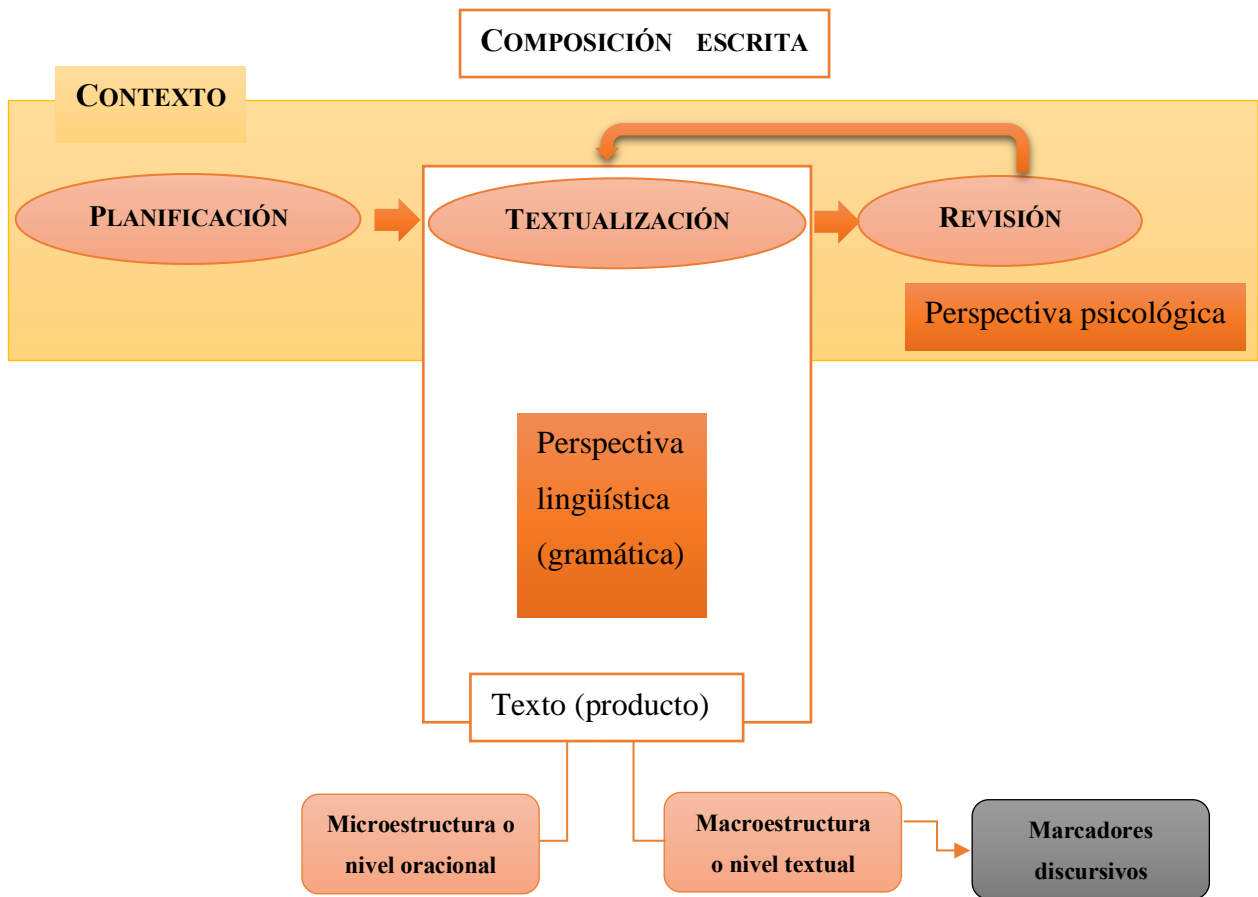 COMPOSICIÓN ESCRITA
CONTEXTO
PLANIFICACIÓN
TEXTUALIZACIÓN
REVISIÓN
Perspectiva psicológica
Perspectiva
lingüística
(gramática)
Texto (producto)
Microestructura o
nivel oracional
Macroestructura
o nivel textual
Marcadores
discursivos